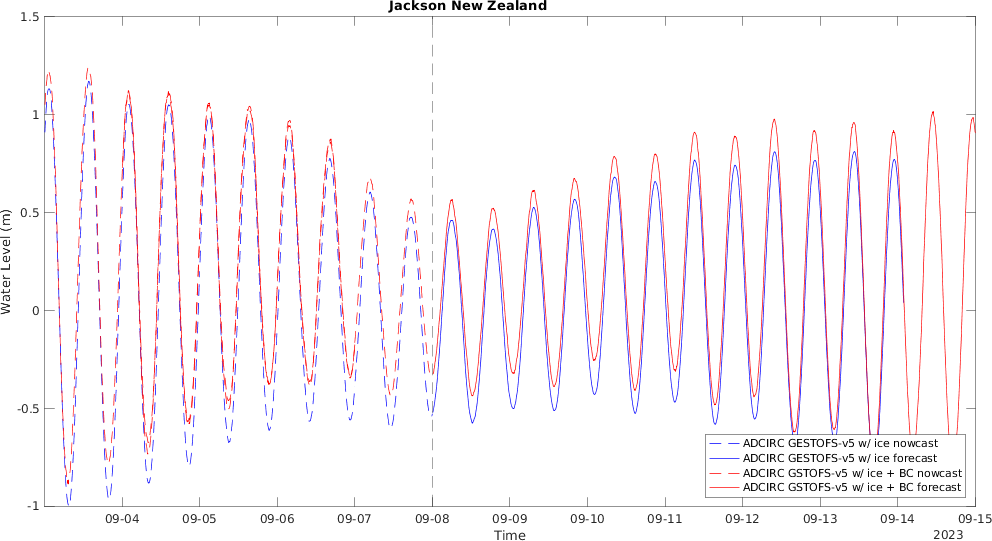 Jackson New Zealand
1.5
1
0.5
0
-0.5
-1
Water Level (m)
09-04
09-05
09-06
09-07
09-08
09-09
09-10
09-11
09-12
09-13
09-14
09-15
Time
2023
ADCIRC GESTOFS-v5 w/ ice nowcast
ADCIRC GESTOFS-v5 w/ ice forecast
ADCIRC GSTOFS-v5 w/ ice + BC nowcast
ADCIRC GSTOFS-v5 w/ ice + BC forecast